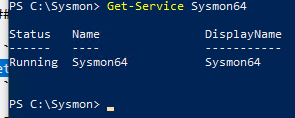 PS C:\Sysmon> Get-Service Sysmon64
Status   Name               DisplayName
------   ----               -----------
Running  Sysmon64           Sysmon64
PS C:\Sysmon>